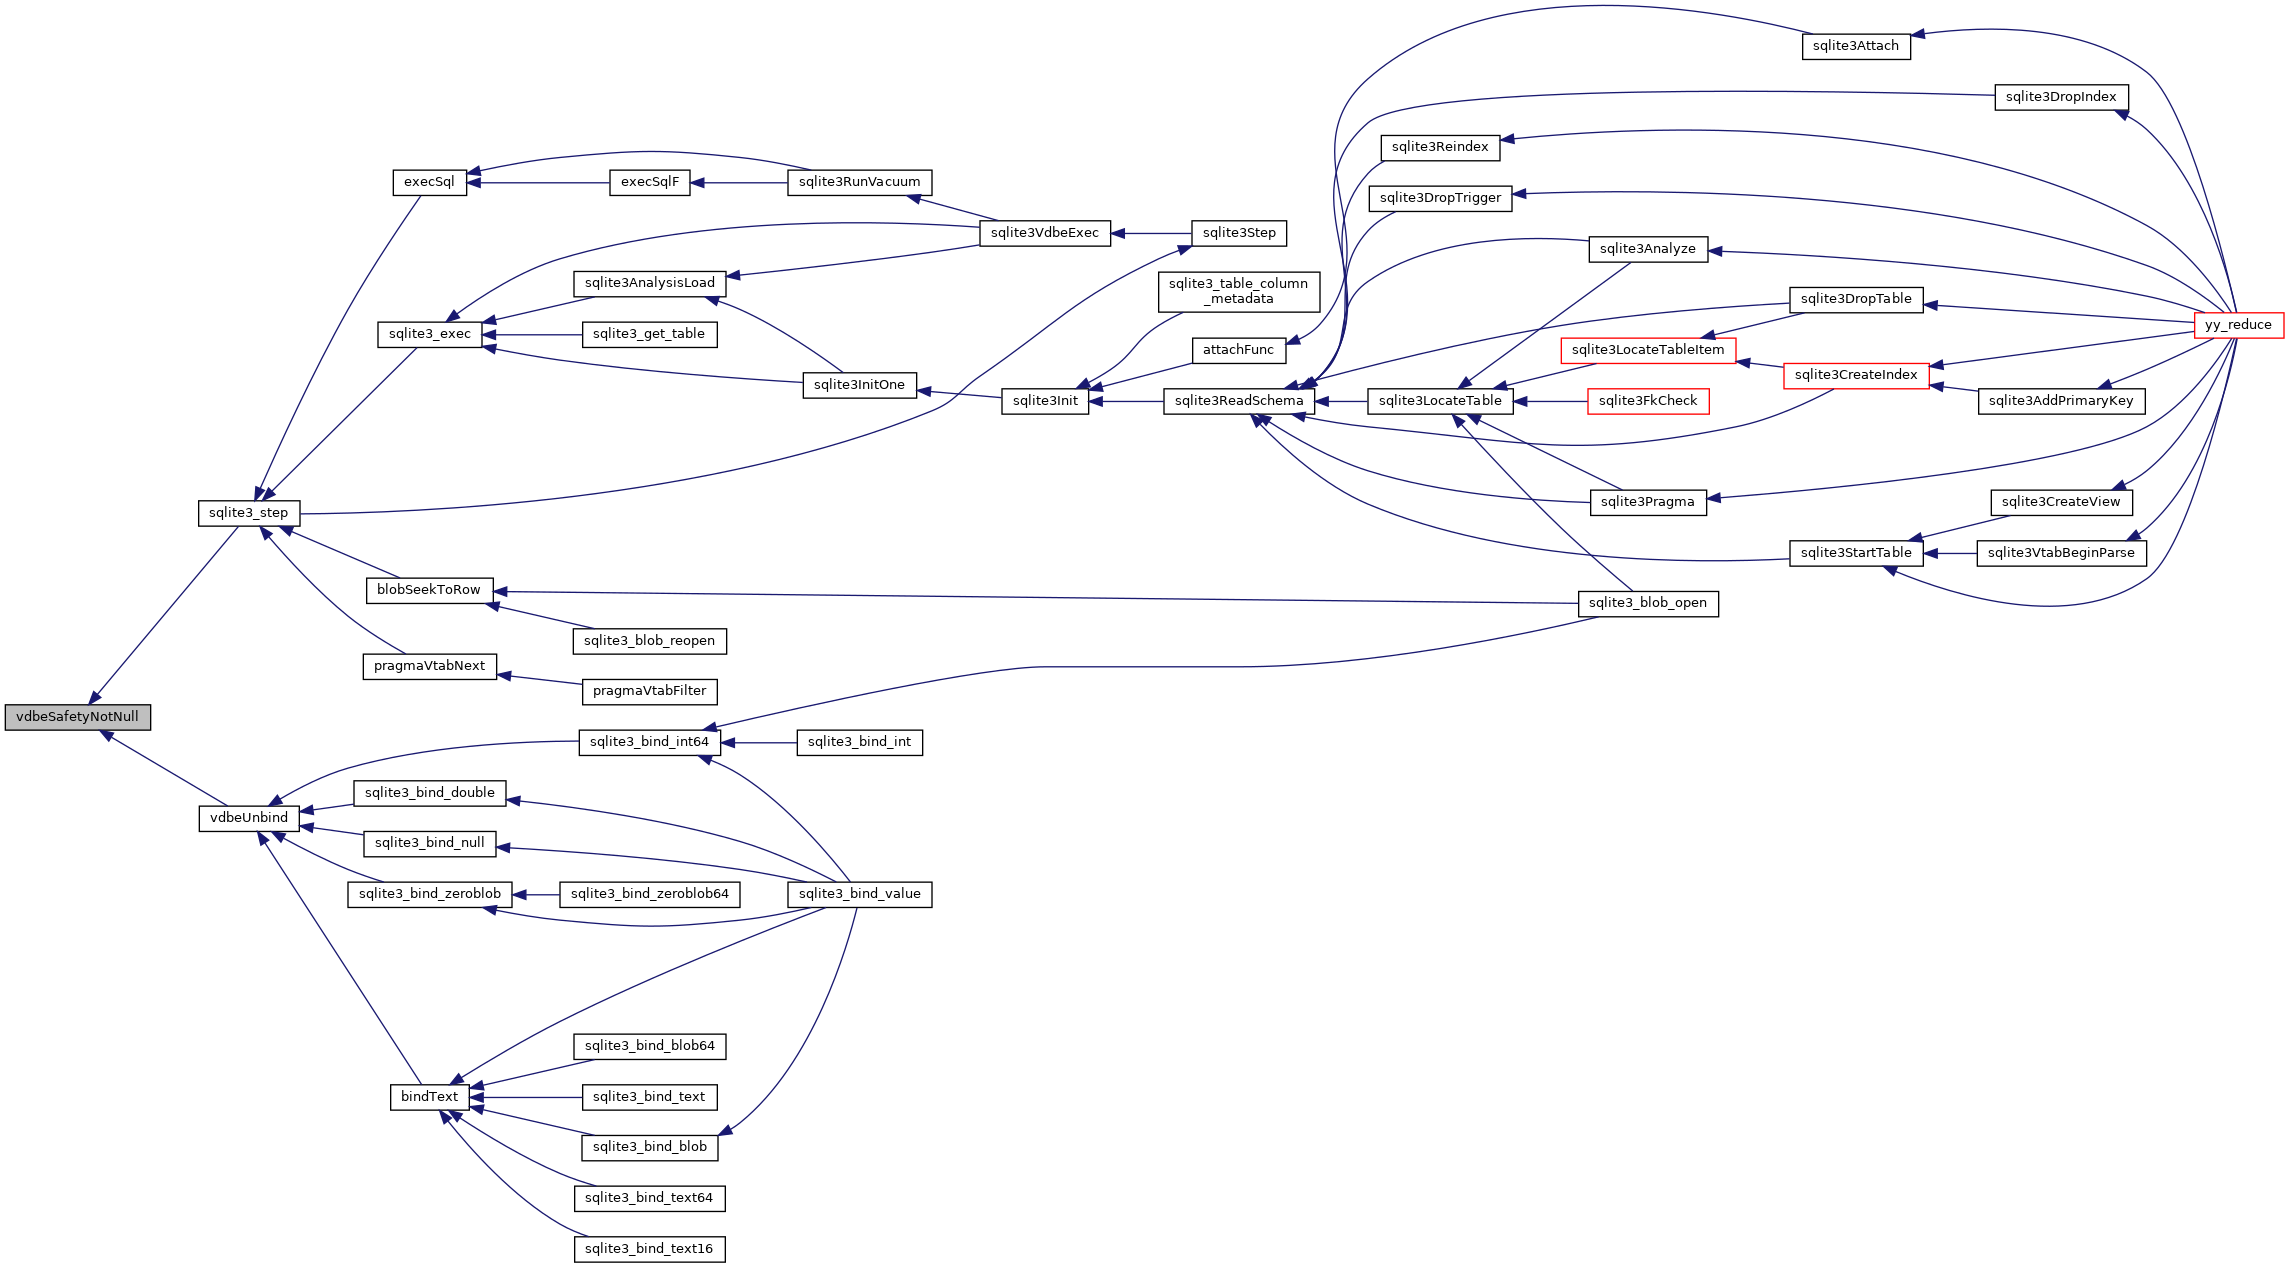 sqlite3Attach
sqlite3DropIndex
sqlite3Reindex
execSql
execSqlF
sqlite3RunVacuum
sqlite3DropTrigger
sqlite3VdbeExec
sqlite3Step
sqlite3Analyze
sqlite3AnalysisLoad
sqlite3_table_column
_metadata
sqlite3DropTable
yy_reduce
sqlite3_exec
sqlite3_get_table
attachFunc
sqlite3LocateTableItem
sqlite3CreateIndex
sqlite3InitOne
sqlite3Init
sqlite3ReadSchema
sqlite3LocateTable
sqlite3FkCheck
sqlite3AddPrimaryKey
sqlite3Pragma
sqlite3CreateView
sqlite3_step
sqlite3StartTable
sqlite3VtabBeginParse
blobSeekToRow
sqlite3_blob_open
sqlite3_blob_reopen
pragmaVtabNext
pragmaVtabFilter
vdbeSafetyNotNull
sqlite3_bind_int64
sqlite3_bind_int
sqlite3_bind_double
vdbeUnbind
sqlite3_bind_null
sqlite3_bind_zeroblob
sqlite3_bind_zeroblob64
sqlite3_bind_value
sqlite3_bind_blob64
bindText
sqlite3_bind_text
sqlite3_bind_blob
sqlite3_bind_text64
sqlite3_bind_text16